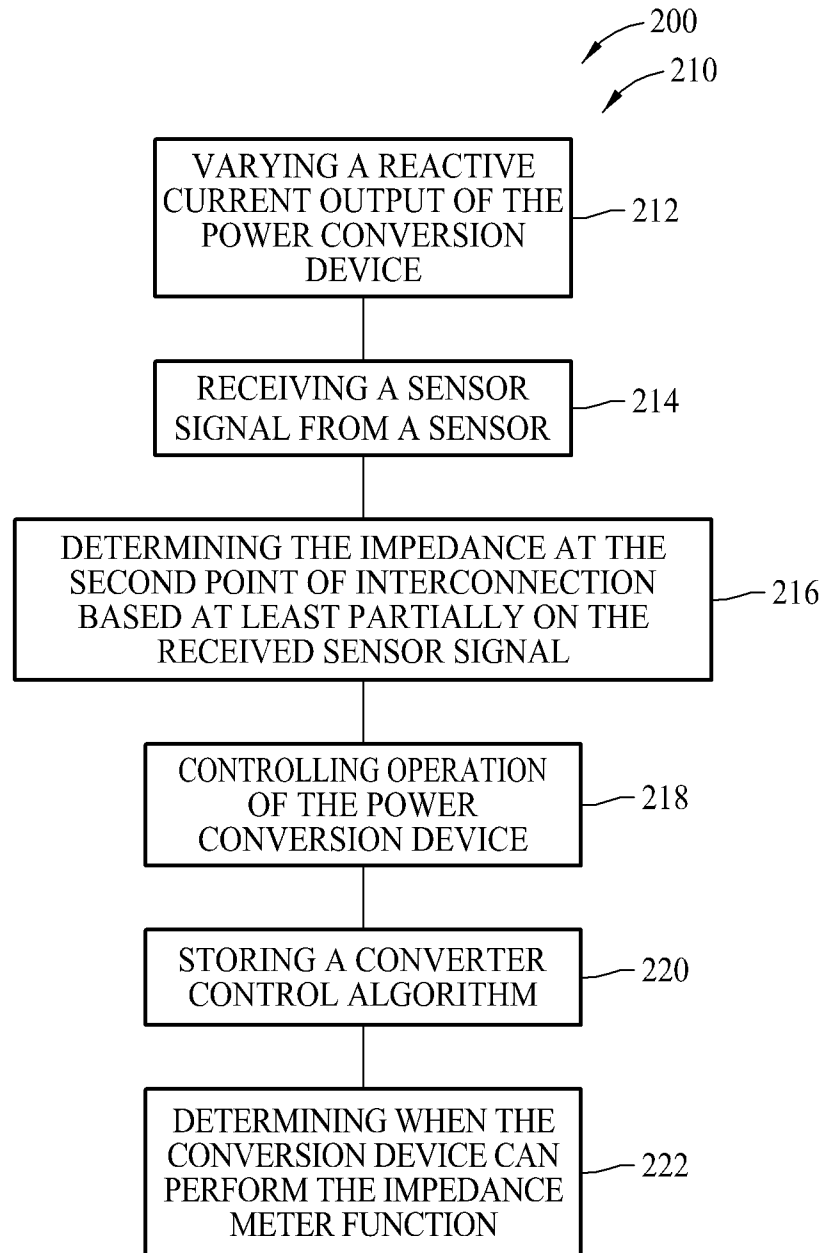 200
210
VARYING A REACTIVE
CURRENT OUTPUT OF THE
POWER CONVERSION
DEVICE
212
RECEIVING A SENSOR
SIGNAL FROM A SENSOR
214
DETERMINING THE IMPEDANCE AT THE
SECOND POINT OF INTERCONNECTION
BASED AT LEAST PARTIALLY ON THE
RECEIVED SENSOR SIGNAL
216
CONTROLLING OPERATION
OF THE POWER
CONVERSION DEVICE
218
STORING A CONVERTER
CONTROL ALGORITHM
220
DETERMINING WHEN THE
CONVERSION DEVICE CAN
PERFORM THE IMPEDANCE
METER FUNCTION
222